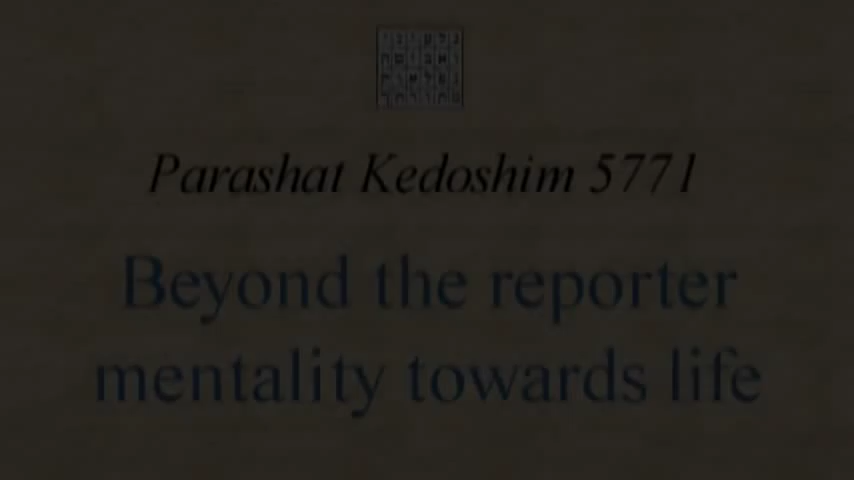 Parashat Kedoshim 5771
Beyond the reporter
mentality towards life